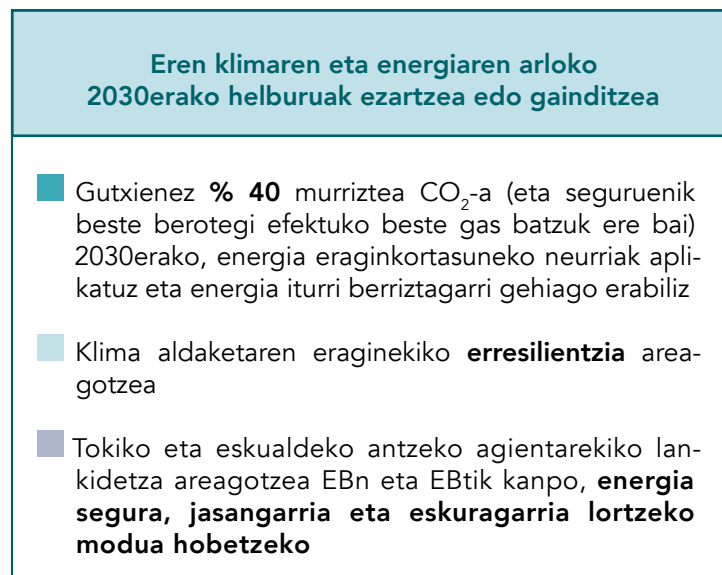 Eren klimaren eta energiaren arloko
2030erako helburuak ezartzea edo gainditzea
Gutxienez % 40 murriztea CO₂-a (eta seguruenik
beste berotegi efektuko beste gas batzuk ere bai)
2030erako, energia eraginkortasuneko neurriak apli-
katuz eta energia iturri berriztagarri gehiago erabiliz
Klima aldaketaren eraginekiko erresilientzia area-
gotzea
Tokiko eta eskualdeko antzeko agientarekiko lan-
kidetza areagotzea EBn eta EBtik kanpo, energia
segura, jasangarria eta eskuragarria lortzeko
modua hobetzeko